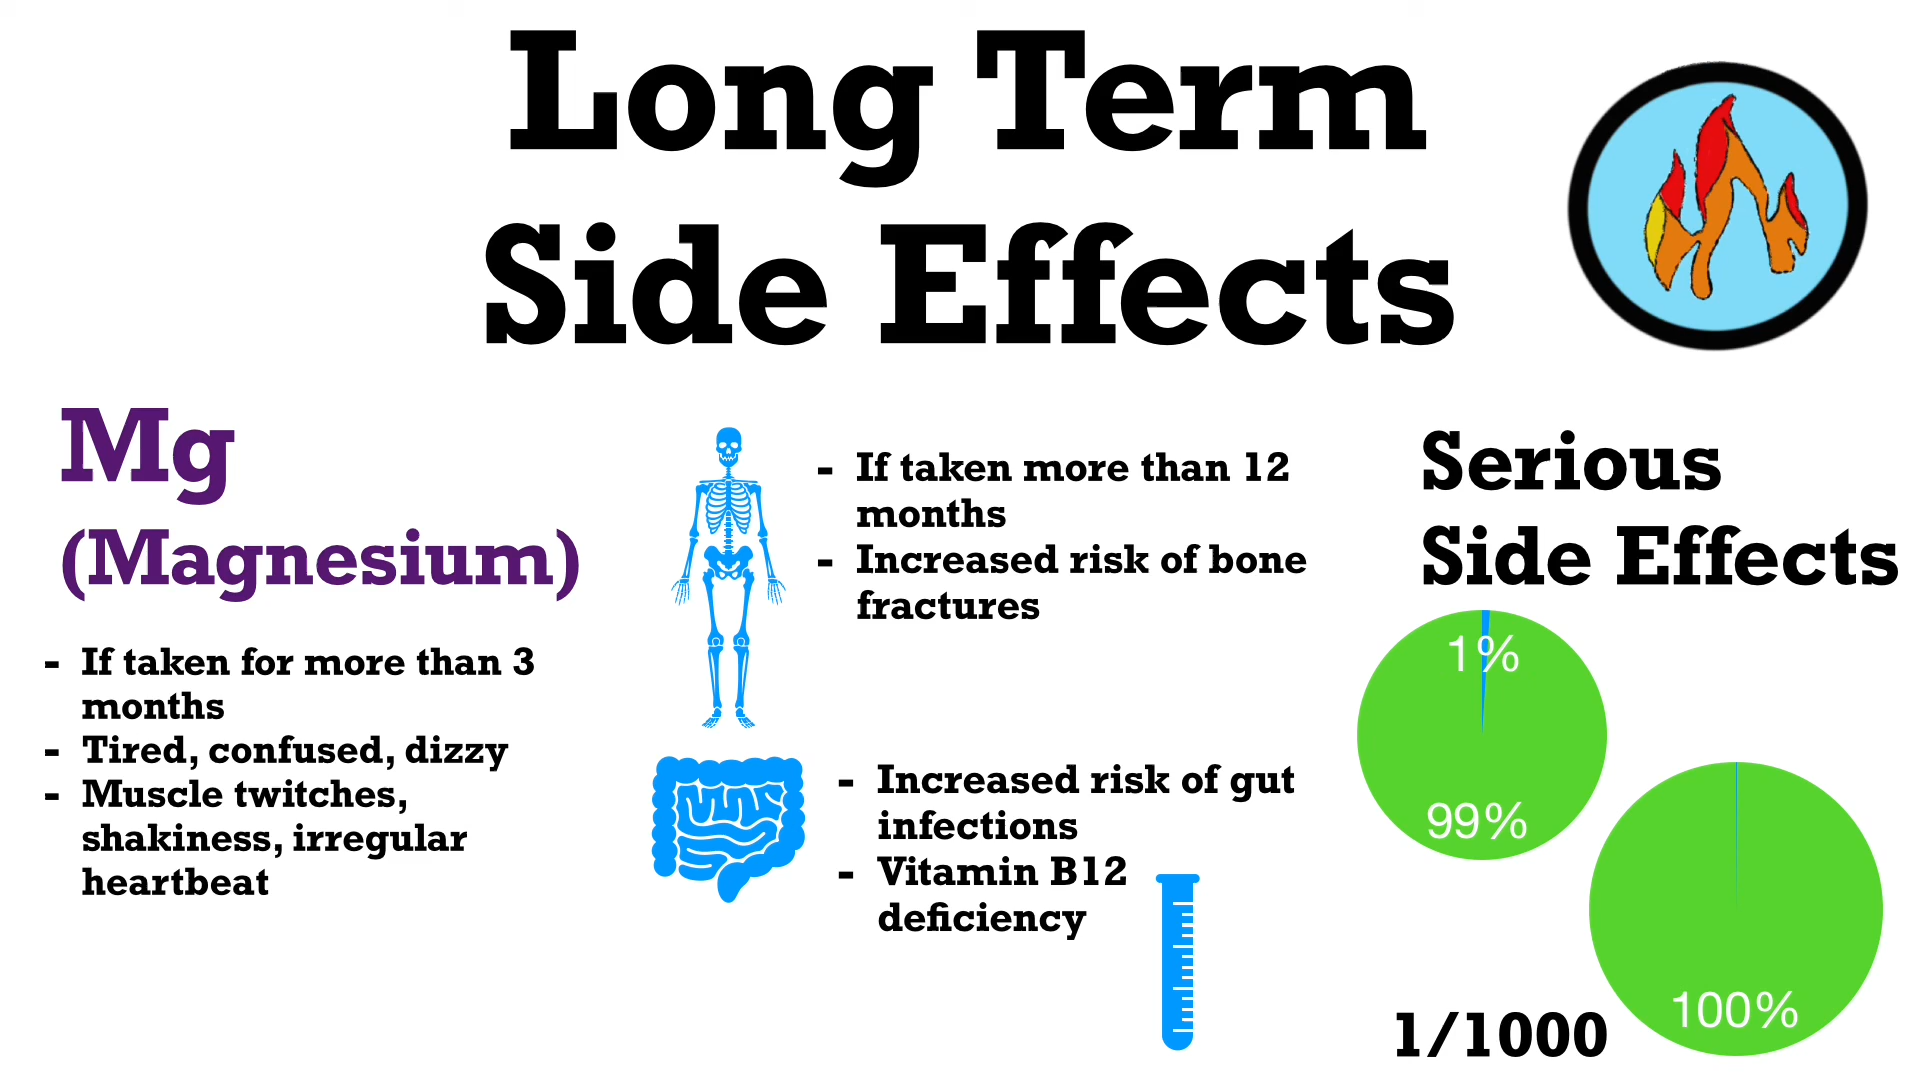 Long Term
Side Effects
Mg
(Magnesium)
- If taken for more than 3
months
- Tired, confused, dizzy
- Muscle twitches,
shakiness, irregular
heartbeat
- If taken more than 12
months
- Increased risk of bone
fractures
- Increased risk of gut
infections
- Vitamin B12
deficiency
Serious
Side Effects
1%
99%
100%
1/1000